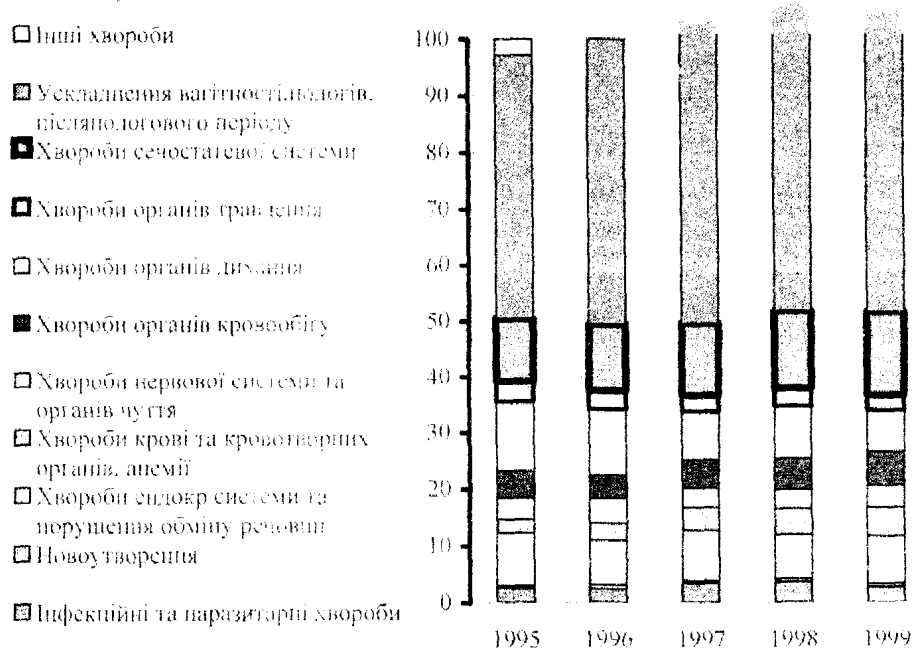 Інші хвороби
Ускладнення вагітності,пологів,
післяпологового періоду
Хвороби сечостатевої системи
Хвороби органів травлення
Хвороби органів дихання
Хвороби органів кровообігу
Хвороби нервової системи та
органів чуття
Хвороби крові та кровотворних
органів, анемії
Хвороби ендокр системи та
порушення обміну речовин
Новоутворення
Інфекційні та паразитарні хвороби
100
90
80
70
60
50
40
30
20
10
0
1995 1996 1997 1998 1999